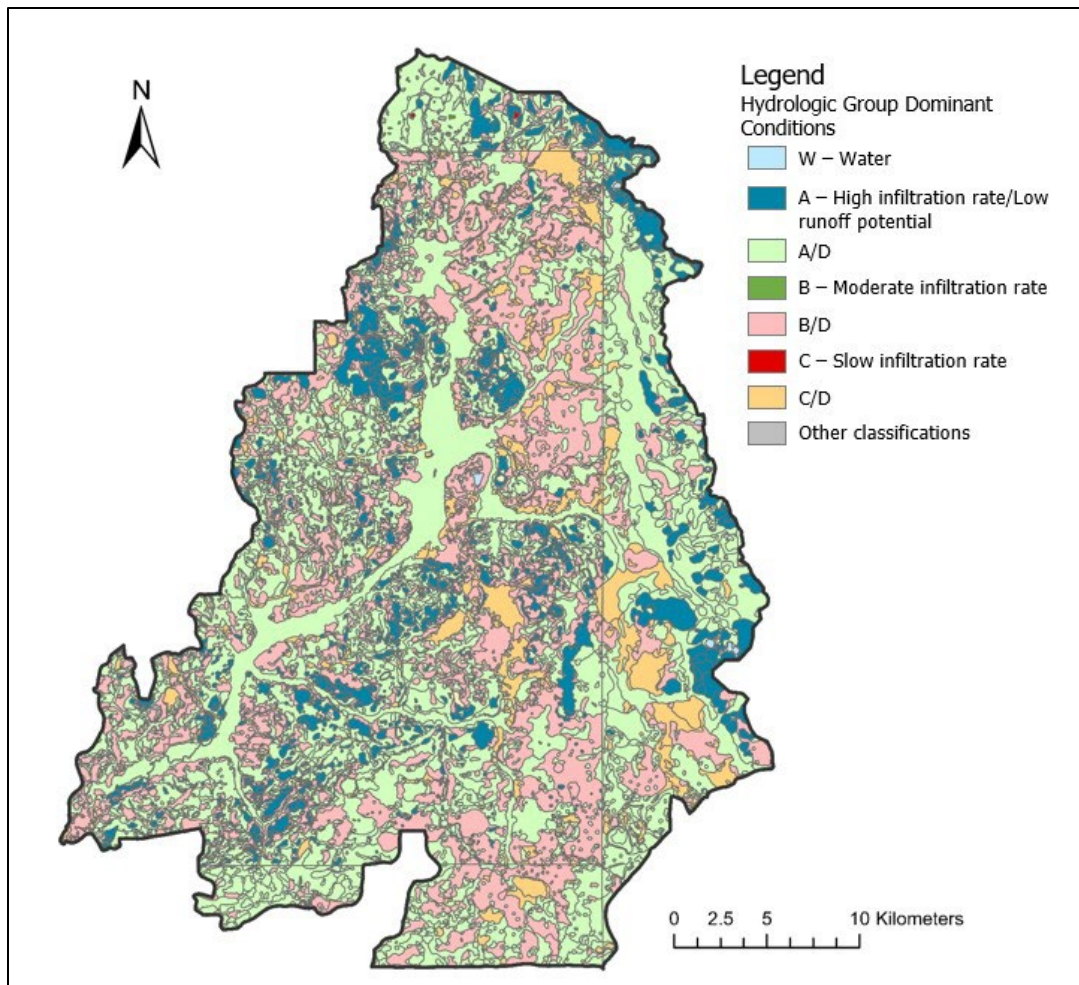 N
Legend
Hydrologic Group Dominant
Conditions
W – Water
A – High infiltration rate/Low
runoff potential
A/D
B – Moderate infiltration rate
B/D
C – Slow infiltration rate
C/D
Other classifications
0 2.5 5 10 Kilometers